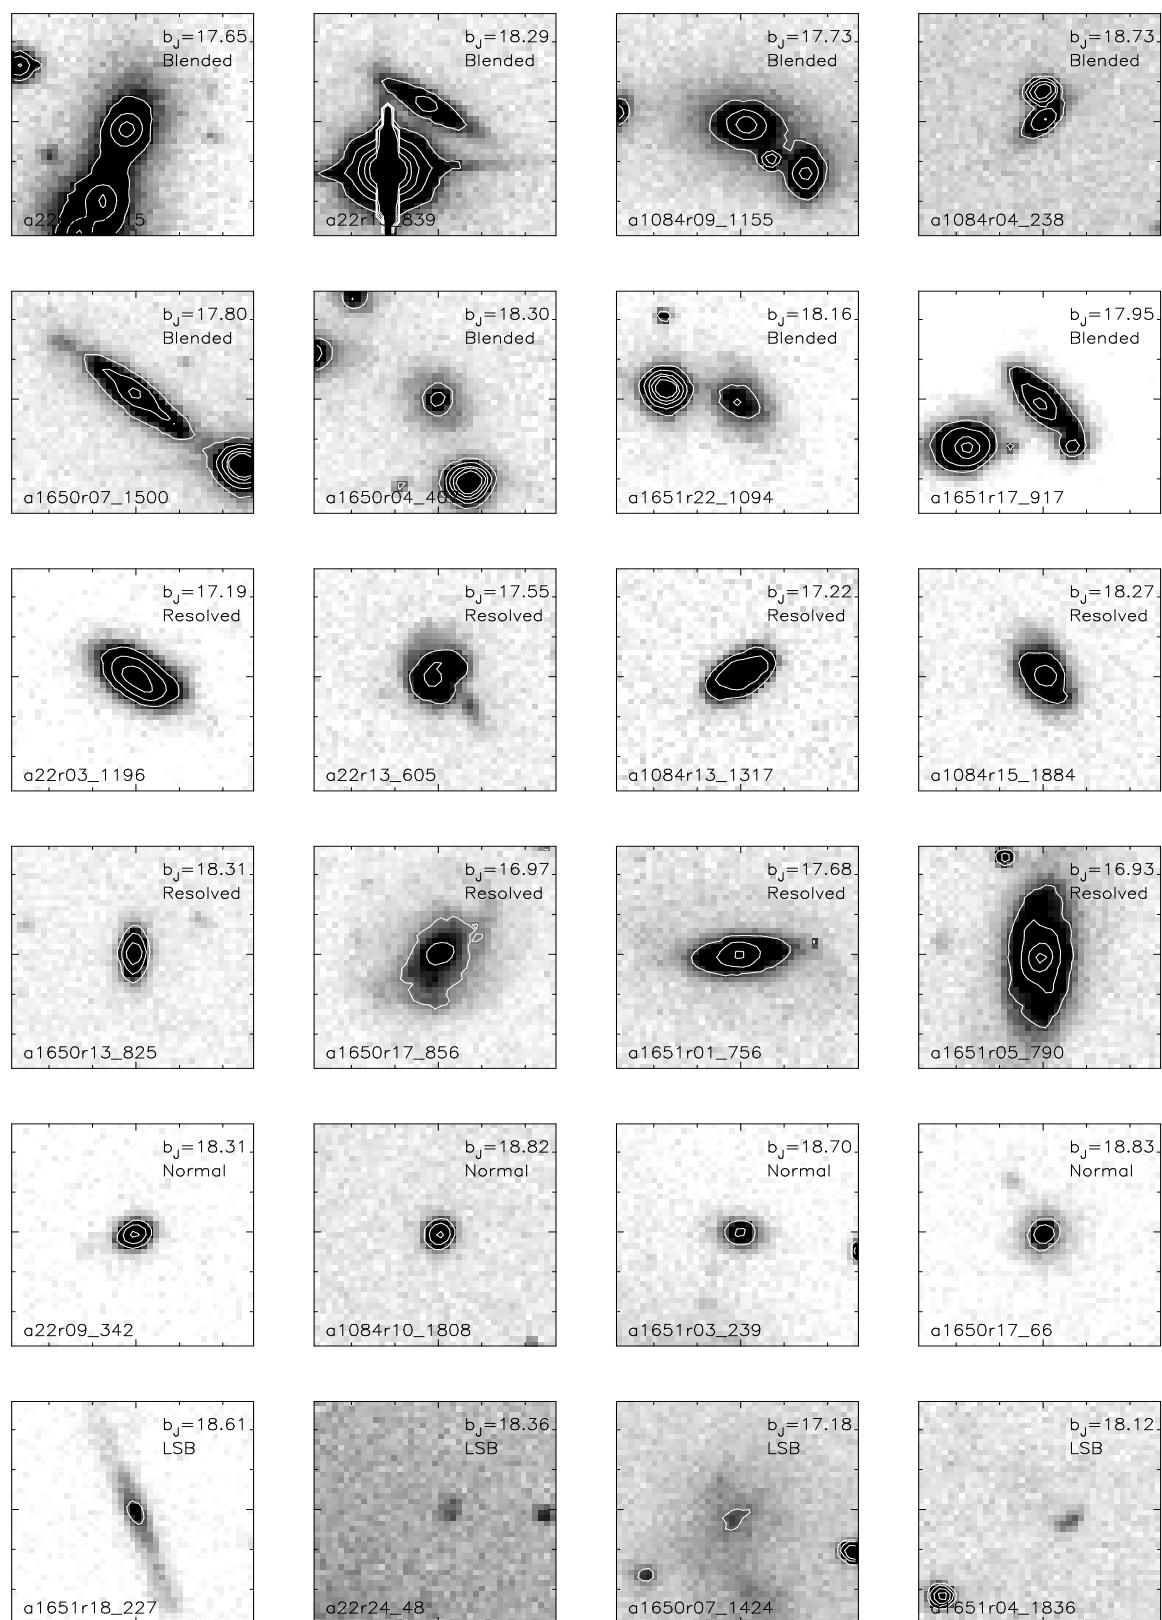 b_J=17.65
Blended
b_J=18.29
Blended
839
b_J=17.73
Blended
a1084r09_1155
b_J=18.73
Blended
a1084r04_238
b_J=17.80
Blended
a1650r07_1500
b_J=18.30
Blended
b_J=18.16
Blended
a1651r22_1094
b_J=17.95
Blended
a1651r17_917
b_J=17.19
Resolved
a22r03_1196
b_J=17.55
Resolved
a22r13_605
b_J=17.22
Resolved
a1084r13_1317
b_J=18.27
Resolved
a1084r15_1884
b_J=18.31
Resolved
a1650r13_825
b_J=16.97
Resolved
a1650r17_856
b_J=17.68
Resolved
a1651r01_756
b_J=16.93
Resolved
a1651r05_790
b_J=18.31
Normal
a22r09_342
b_J=18.82
Normal
a1084r10_1808
b_J=18.70
Normal
a1651r03_239
b_J=18.83
Normal
a1650r17_66
b_J=18.61
LSB
a1651r18_227
b_J=18.36
LSB
a22r24_48
b_J=17.18
LSB
a1650r07_1424
b_J=18.12
LSB
a1651r04_1836